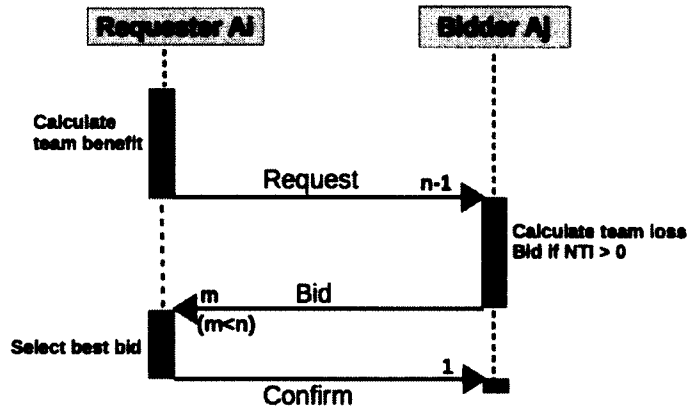 Requester Ai
Bidder Aj
Calculate
team benefit
Request
n-1
Calculate team loss
Bid if NTI > 0
m
Bid
(m<n)
Select best bid
1
Confirm